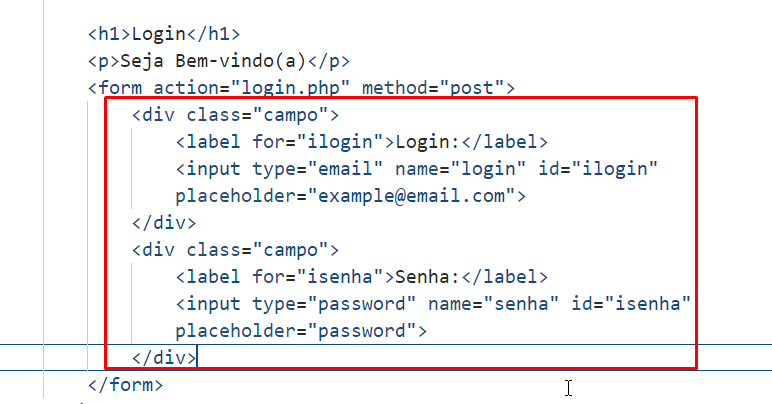 <h1>Login</h1>
<p>Seja Bem-vindo(a)</p>
<form action="login.php" method="post">
<div class="campo">
<label for="ilogin">Login:</label>
<input type="email" name="login" id="ilogin"
placeholder="example@email.com">
</div>
<div class="campo">
<label for="isenha">Senha:</label>
<input type="password" name="senha" id="isenha"
placeholder="password">
</div>
</form>